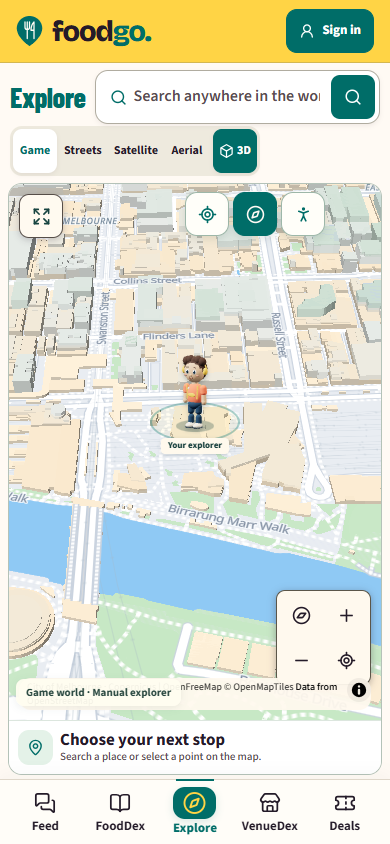 foodgo.
Sign in
Explore
Search anywhere in the wor
Game
Streets
Satellite
Aerial
3D
MELBOURNE
Collins Street
Swanston Street
Flinders Lane
Russell Street
Your explorer
Birrarung Marr Walk
alk
Game world · Manual explorer
nFreeMap © OpenMapTiles Data from
Choose your next stop
Search a place or select a point on the map.
Feed
FoodDex
Explore
VenueDex
Deals